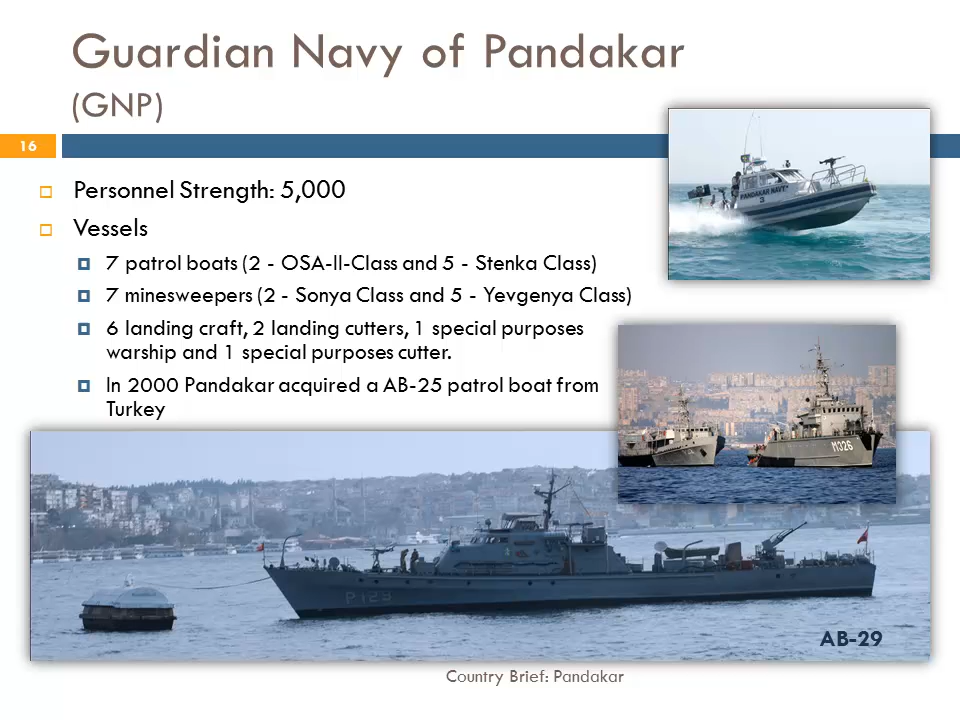 Guardian Navy of Pandakar
(GNP)
16
Personnel Strength: 5,000
Vessels
7 patrol boats (2 - OSA-II-Class and 5 - Stenka Class)
7 minesweepers (2 - Sonya Class and 5 - Yevgenya Class)
6 landing craft, 2 landing cutters, 1 special purposes
warship and 1 special purposes cutter.
In 2000 Pandakar acquired a AB-25 patrol boat from
Turkey
PANDAKAR NAVY
3
M326
P 129
AB-29
Country Brief: Pandakar